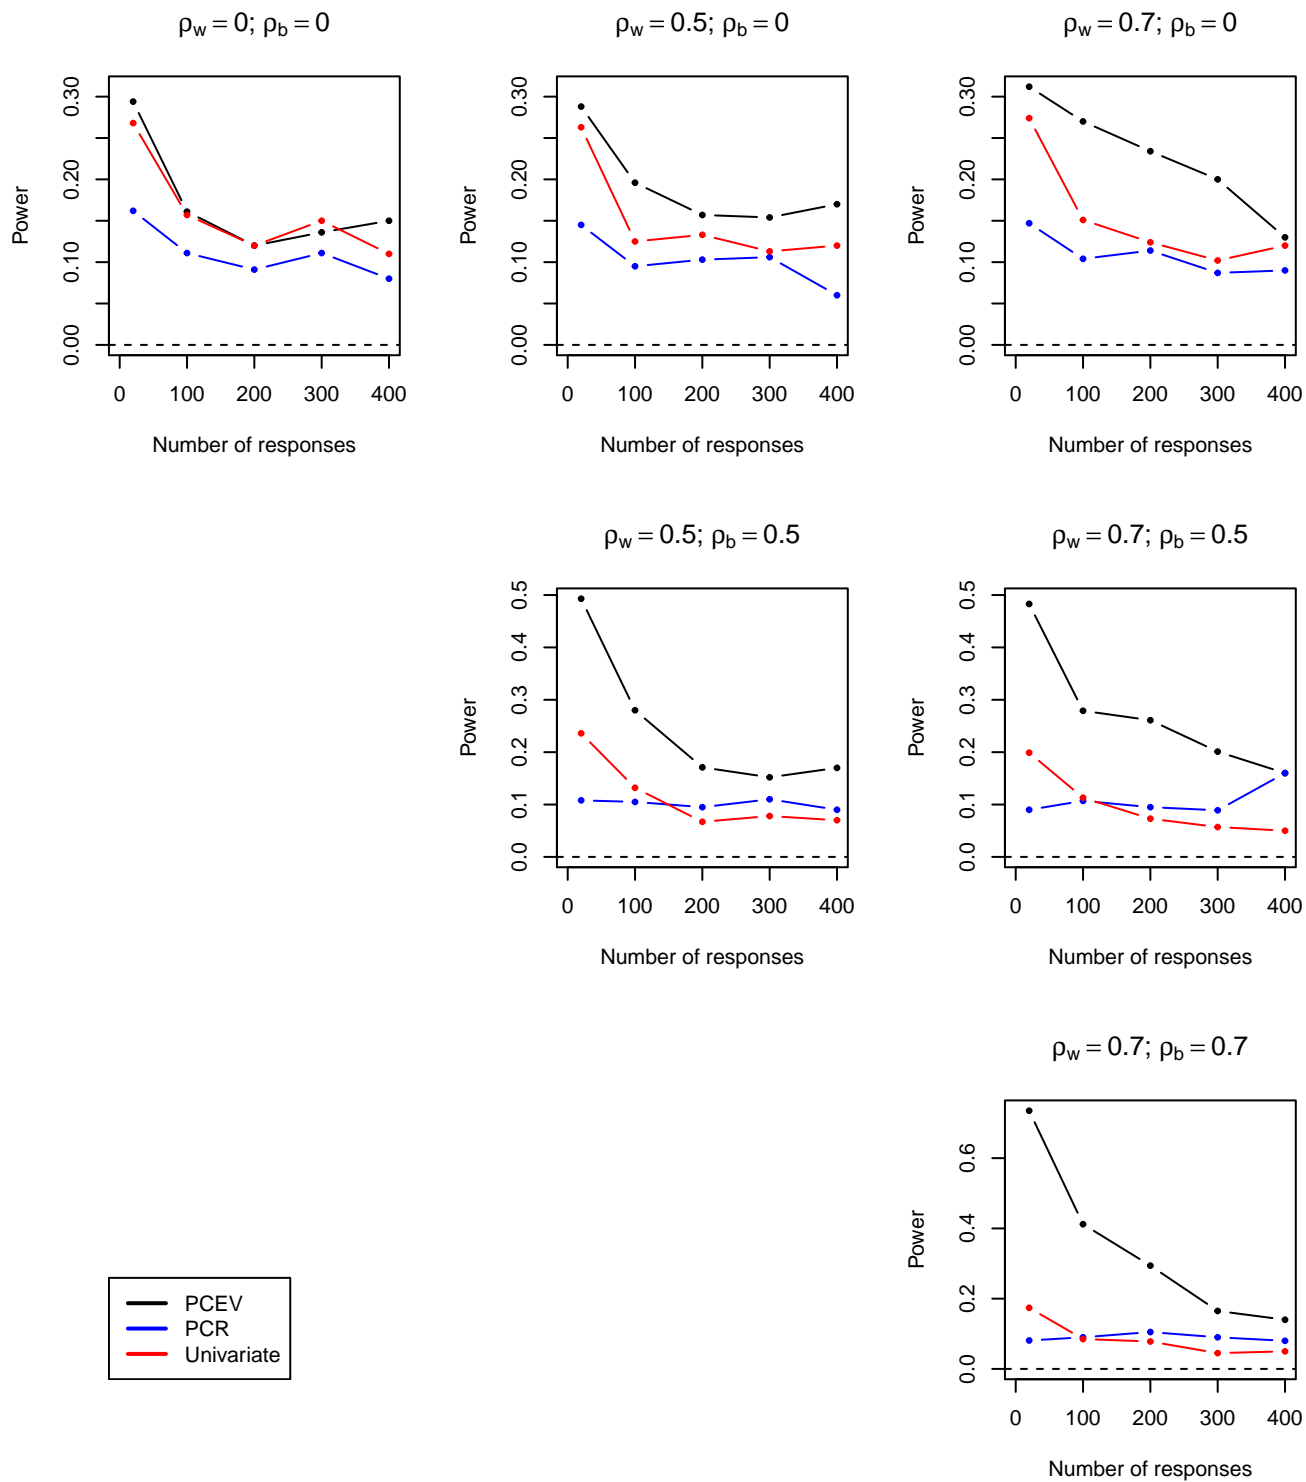 ρw = 0; ρb = 0
ρw = 0.5; ρb = 0
ρw = 0.7; ρb = 0
Power
0.00 0.10 0.20 0.30
0 100 200 300 400
Number of responses
Power
0.00 0.10 0.20 0.30
0 100 200 300 400
Number of responses
Power
0.00 0.10 0.20 0.30
0 100 200 300 400
Number of responses
ρw = 0.5; ρb = 0.5
ρw = 0.7; ρb = 0.5
Power
0.0 0.1 0.2 0.3 0.4 0.5
0 100 200 300 400
Number of responses
Power
0.0 0.1 0.2 0.3 0.4 0.5
0 100 200 300 400
Number of responses
ρw = 0.7; ρb = 0.7
Power
0.0 0.2 0.4 0.6
0 100 200 300 400
Number of responses
PCEV
PCR
Univariate